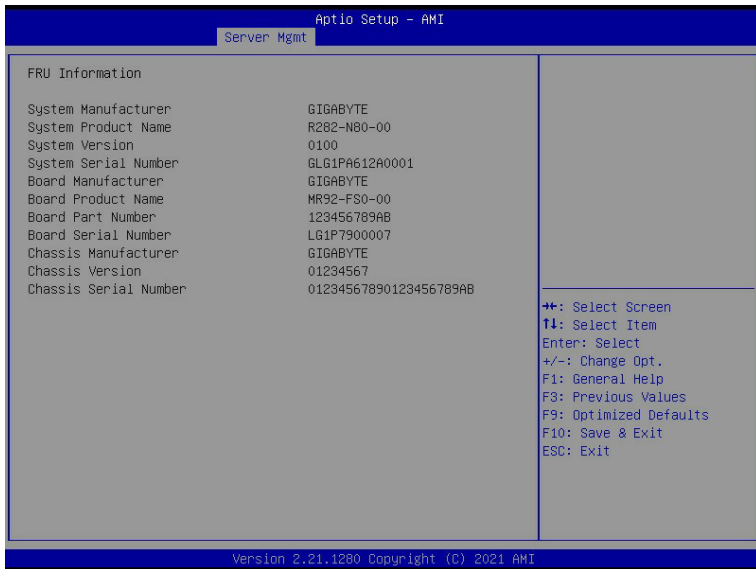 Aptio Setup – AMI
Server Mgmt
FRU Information
System Manufacturer GIGABYTE
System Product Name R282-N80-00
System Version 0100
System Serial Number GLG1PA612A0001
Board Manufacturer GIGABYTE
Board Product Name MR92-FS0-00
Board Part Number 123456789AB
Board Serial Number LG1P7900007
Chassis Manufacturer GIGABYTE
Chassis Version 01234567
Chassis Serial Number 01234567890123456789AB
→←: Select Screen
↑↓: Select Item
Enter: Select
+/-: Change Opt.
F1: General Help
F3: Previous Values
F9: Optimized Defaults
F10: Save & Exit
ESC: Exit
Version 2.21.1280 Copyright (C) 2021 AMI